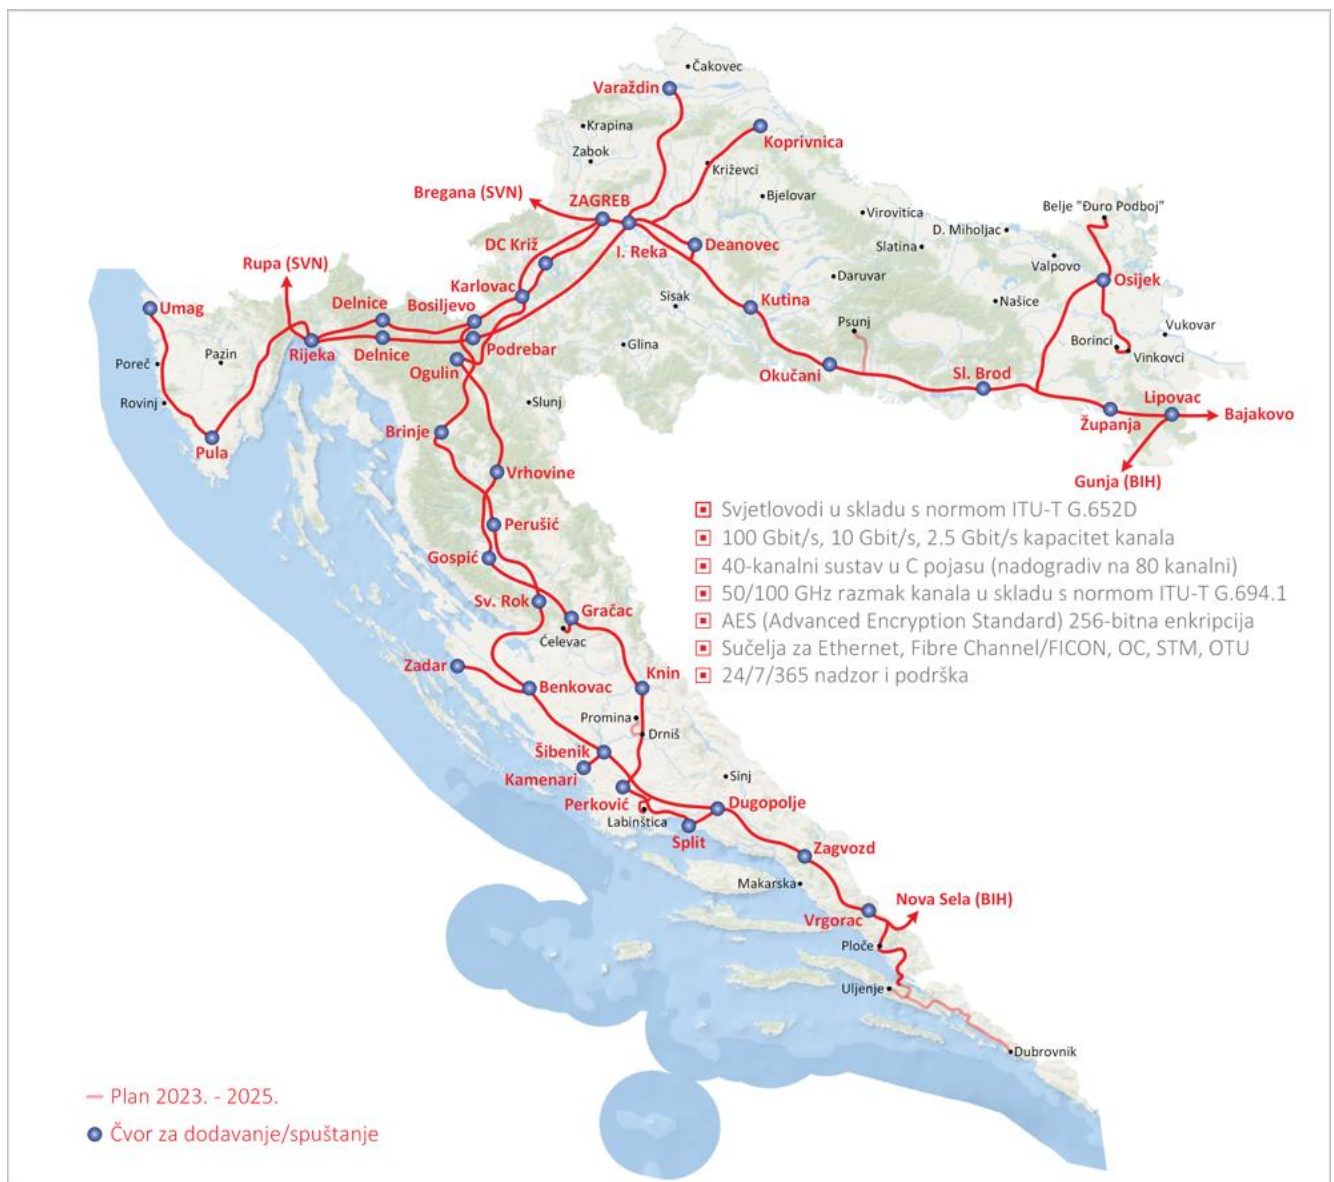 Čakovec
Varaždin
Krapina
Koprivnica
Zabok
Križevci
Bregana (SVN)
ZAGREB
Bjelovar
Virovitica
Belje "Đuro Podboj"
D. Miholjac
DC Križ
I. Reka
Deanovec
Slatina
Valpovo
Rupa (SVN)
Karlovac
Daruvar
Osijek
Umag
Delnice
Bosiljevo
Sisak
Kutina
Našice
Psunj
Vukovar
Rijeka
Delnice
Podrebar
Glina
Borinci
Vinkovci
Poreč
Pazin
Ogulin
Okučani
Sl. Brod
Lipovac
Rovinj
Slunj
Županja
Bajakovo
Pula
Brinje
Vrhovine
Gunja (BIH)
Svjetlovodi u skladu s normom ITU-T G.652D
100 Gbit/s, 10 Gbit/s, 2.5 Gbit/s kapacitet kanala
40-kanalni sustav u C pojasu (nadogradiv na 80 kanalni)
50/100 GHz razmak kanala u skladu s normom ITU-T G.694.1
AES (Advanced Encryption Standard) 256-bitna enkripcija
Sučelja za Ethernet, Fibre Channel/FICON, OC, STM, OTU
24/7/365 nadzor i podrška
Perušić
Gospić
Sv. Rok
Gračac
Čelevac
Zadar
Knin
Benkovac
Promina
Drniš
Šibenik
Kamenari
Sinj
Perković
Dugopolje
Labinštica
Split
Zagvozd
Makarska
Nova Sela (BIH)
Vrgorac
Ploče
Uljenje
Dubrovnik
Plan 2023. - 2025.
Čvor za dodavanje/spuštanje